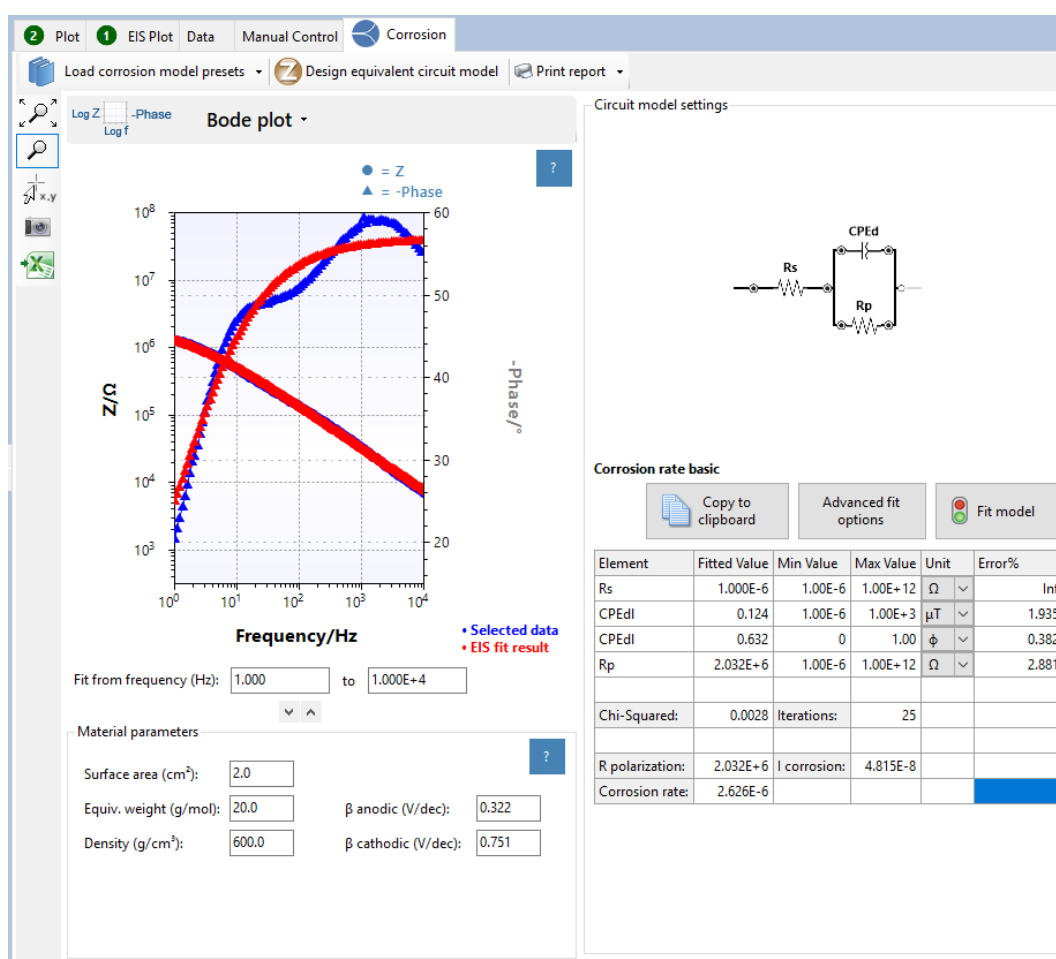 2 Plot 1 EIS Plot Data Manual Control Corrosion
Load corrosion model presets Design equivalent circuit model Print report
Log Z -Phase
Log f
Bode plot
x,y
?
= Z
= -Phase
10⁸ 60
10⁷ 50
10⁶ 40
10⁵ 30
10⁴ 20
10³
Z/Ω
-Phase/°
10⁰ 10¹ 10² 10³ 10⁴
Frequency/Hz
• Selected data
• EIS fit result
Fit from frequency (Hz): 1.000 to 1.000E+4
Material parameters
?
Surface area (cm²): 2.0
Equiv. weight (g/mol): 20.0 β anodic (V/dec): 0.322
Density (g/cm³): 600.0 β cathodic (V/dec): 0.751
Circuit model settings
CPEd
Rs
Rp
Corrosion rate basic
Copy to clipboard
Advanced fit options
Fit model
Element Fitted Value Min Value Max Value Unit Error%
Rs 1.000E-6 1.00E-6 1.00E+12 Ω
CPEdl 0.124 1.00E-6 1.00E+3 µT 1.935
CPEdl 0.632 0 1.00 ϕ 0.382
Rp 2.032E+6 1.00E-6 1.00E+12 Ω 2.881
Chi-Squared: 0.0028 Iterations: 25
R polarization: 2.032E+6 I corrosion: 4.815E-8
Corrosion rate: 2.626E-6